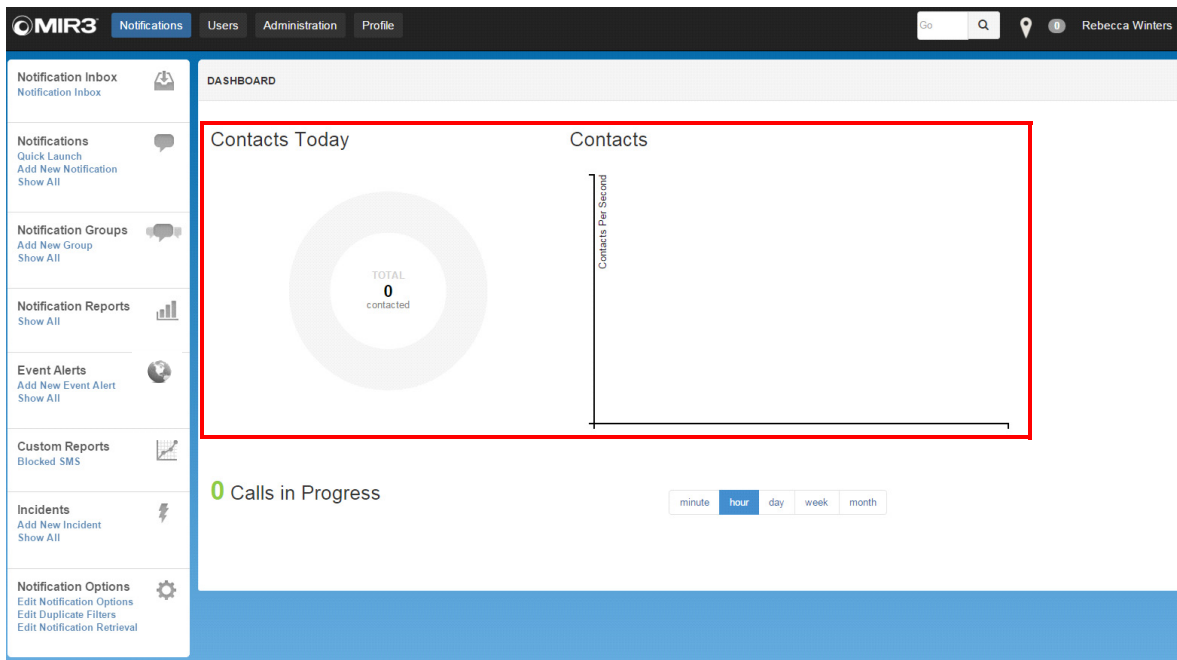 MIR3
Notifications
Users
Administration
Profile
Go
0
Rebecca Winters
Notification Inbox
Notification Inbox
Notifications
Quick Launch
Add New Notification
Show All
Notification Groups
Add New Group
Show All
Notification Reports
Show All
Event Alerts
Add New Event Alert
Show All
Custom Reports
Blocked SMS
Incidents
Add New Incident
Show All
Notification Options
Edit Notification Options
Edit Duplicate Filters
Edit Notification Retrieval
DASHBOARD
Contacts Today
TOTAL
0
contacted
Contacts
Contacts Per Second
0 Calls in Progress
minute hour day week month